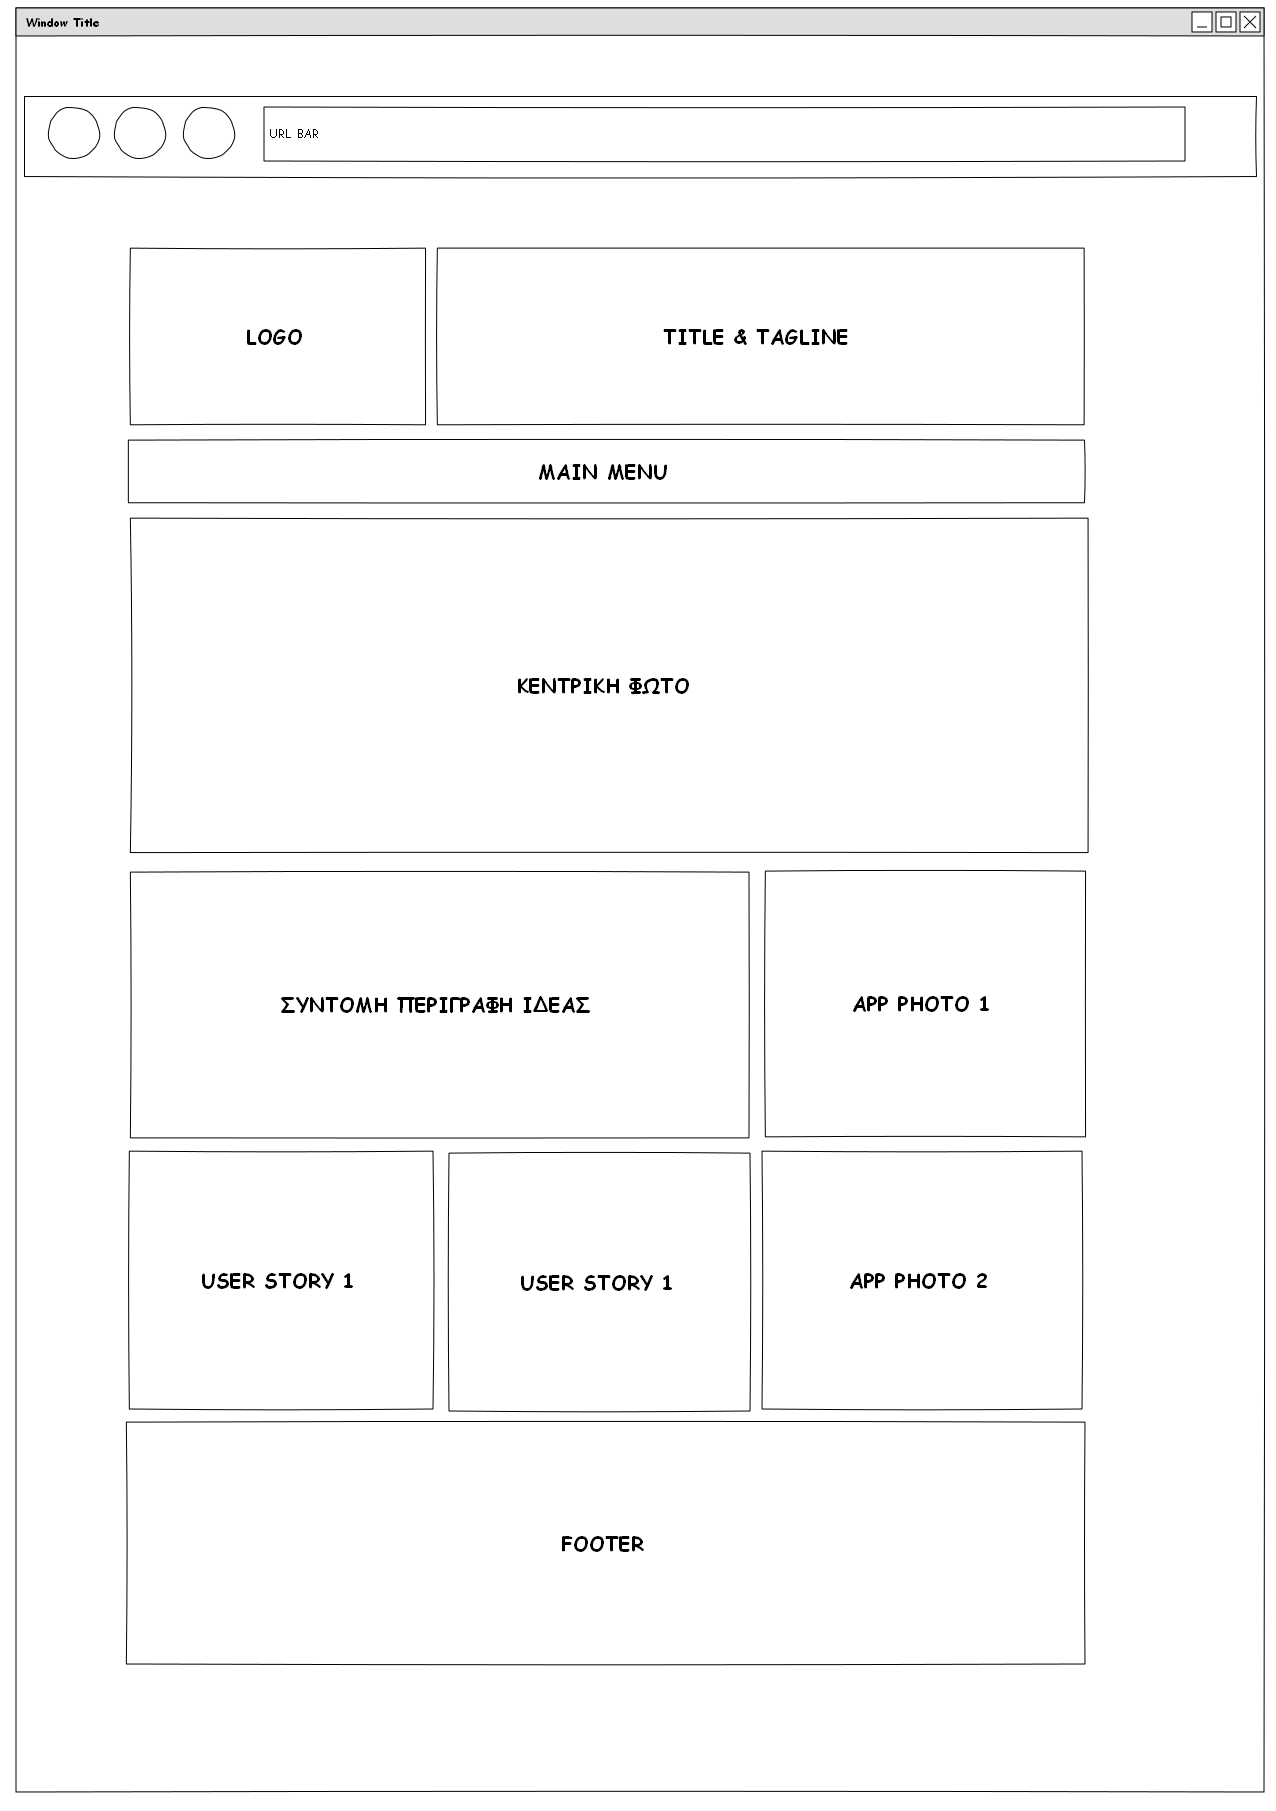 Window Title
URL BAR
LOGO
TITLE & TAGLINE
MAIN MENU
ΚΕΝΤΡΙΚΗ ΦΩΤΟ
ΣΥΝΤΟΜΗ ΠΕΡΙΓΡΑΦΗ ΙΔΕΑΣ
APP PHOTO 1
USER STORY 1
USER STORY 1
APP PHOTO 2
FOOTER